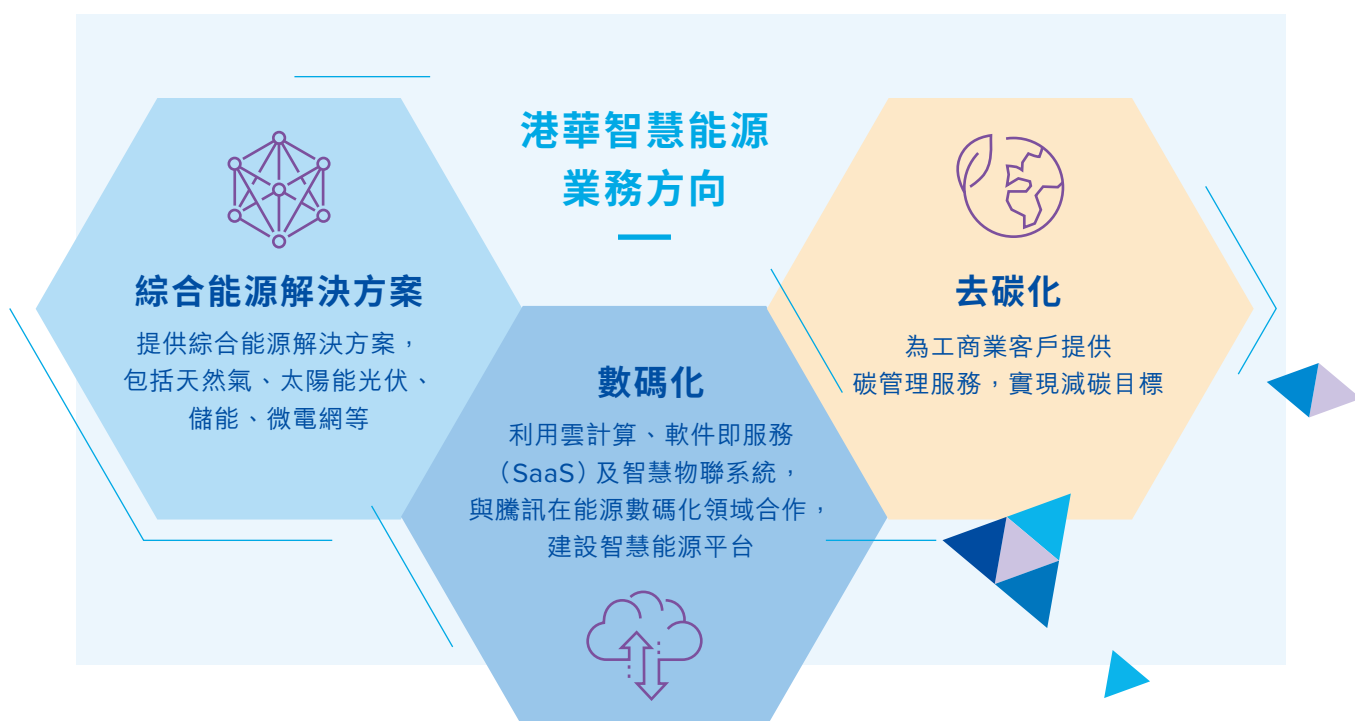 港華智慧能源
業務方向
綜合能源解決方案
提供綜合能源解決方案，
包括天然氣、太陽能光伏、
儲能、微電網等
數碼化
利用雲計算、軟件即服務
（SaaS）及智慧物聯系統，
與騰訊在能源數碼化領域合作，
建設智慧能源平台
去碳化
為工商業客戶提供
碳管理服務，實現減碳目標